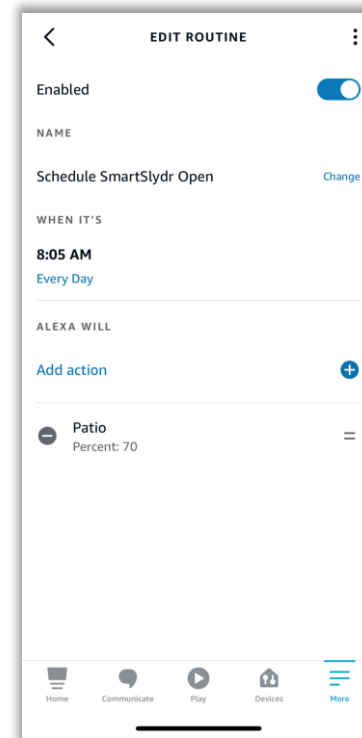 EDIT ROUTINE
Enabled
NAME
Schedule SmartSlydr Open Change
WHEN IT'S
8:05 AM
Every Day
ALEXA WILL
Add action
Patio
Percent: 70
Home Communicate Play Devices More